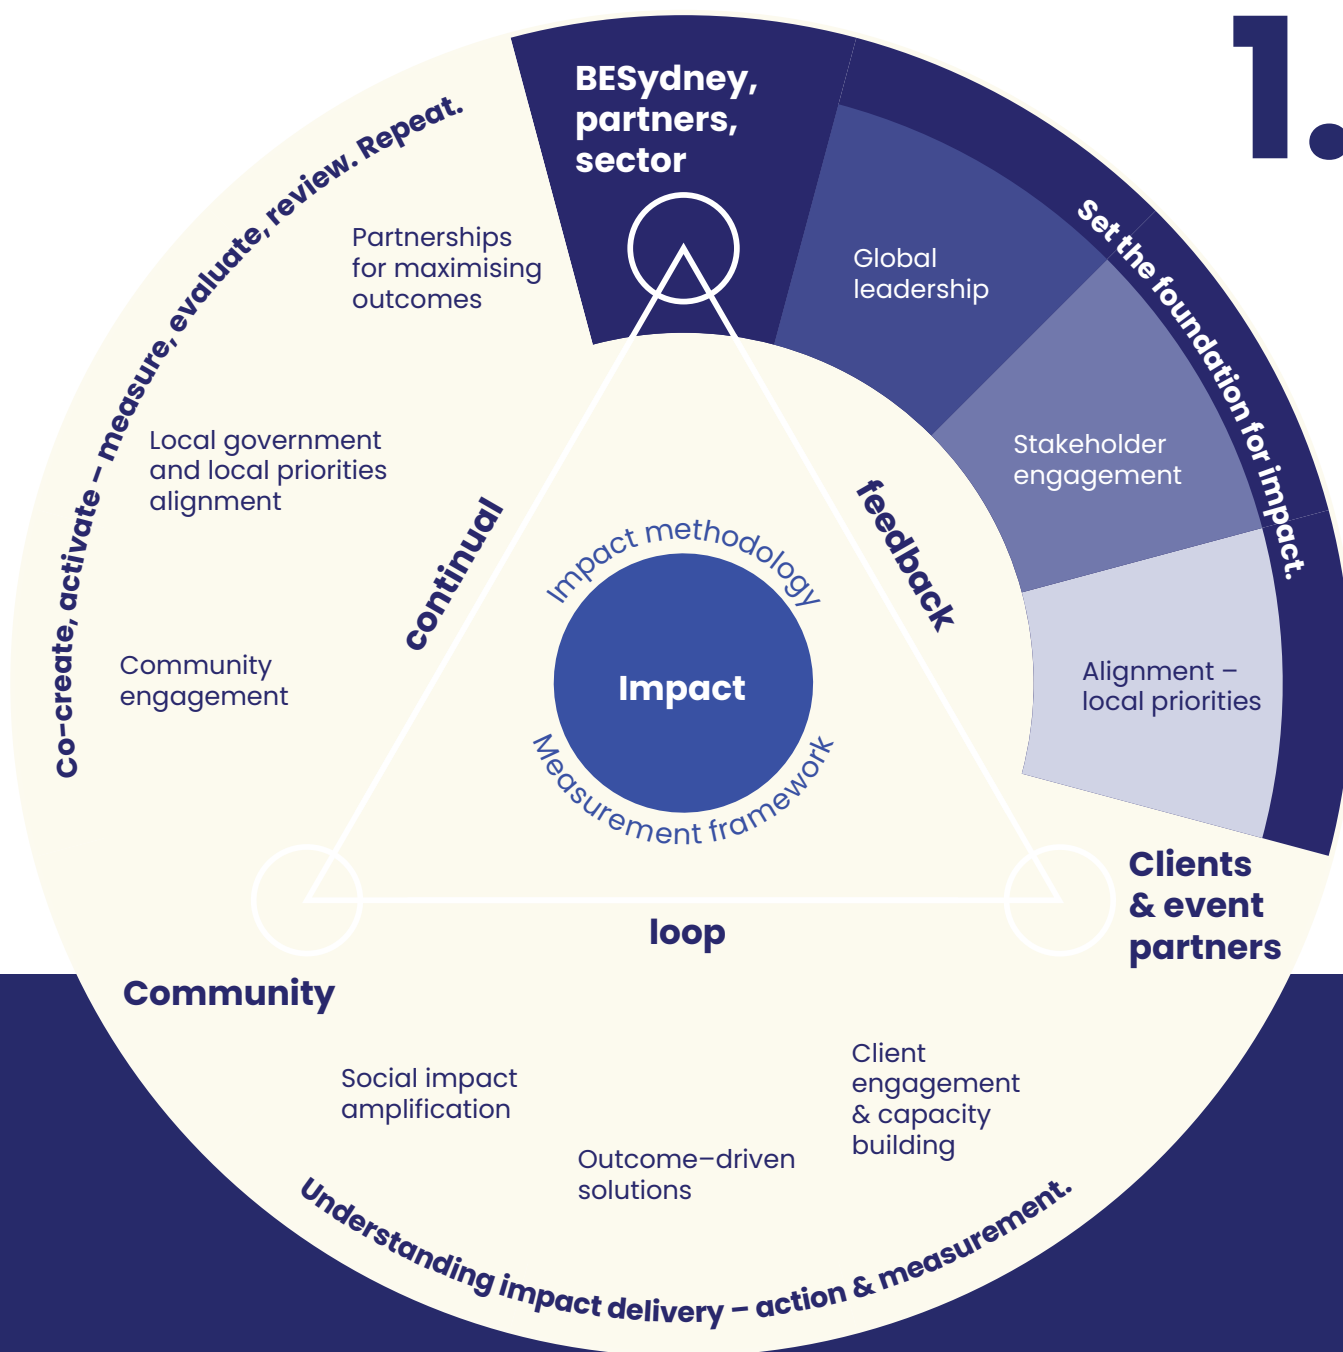 1.
BESydney,
partners,
sector
Global
leadership
Stakeholder
engagement
Alignment –
local priorities
Set the foundation for impact.
Clients
& event
partners
Client
engagement
& capacity
building
Outcome–driven
solutions
Social impact
amplification
Understanding impact delivery – action & measurement.
Community
Community
engagement
Local government
and local priorities
alignment
Partnerships
for maximising
outcomes
Co-create, activate – measure, evaluate, review. Repeat.
continual
feedback
loop
Impact methodology
Impact
Measurement framework